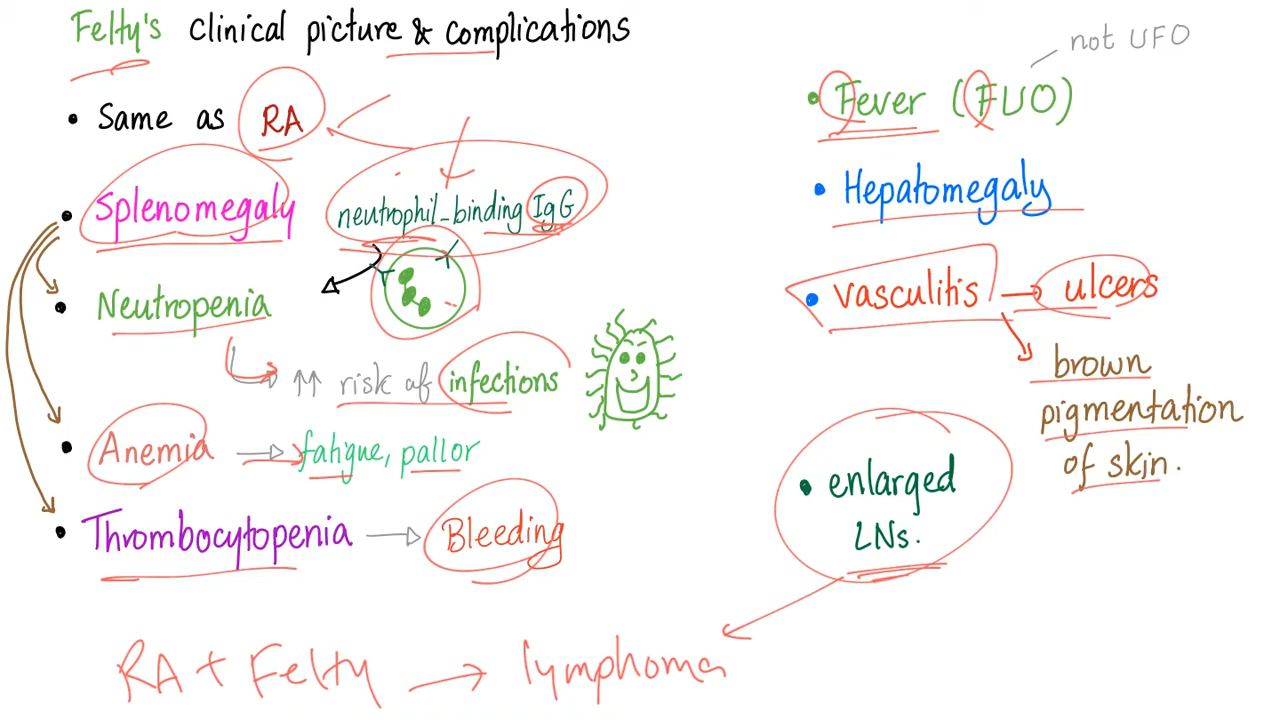 Felty's Clinical picture & complications
• Same as RA
• Splenomegaly
neutrophil-binding IgG
• Neutropenia
↑↑ risk of infections
• Anemia → fatigue, pallor
• Thrombocytopenia → Bleeding
RA + Felty → lymphoma
not UFO
• Fever (FUO)
• Hepatomegaly
• vasculitis → ulcers
brown
pigmentation
of skin.
• enlarged
LNs.